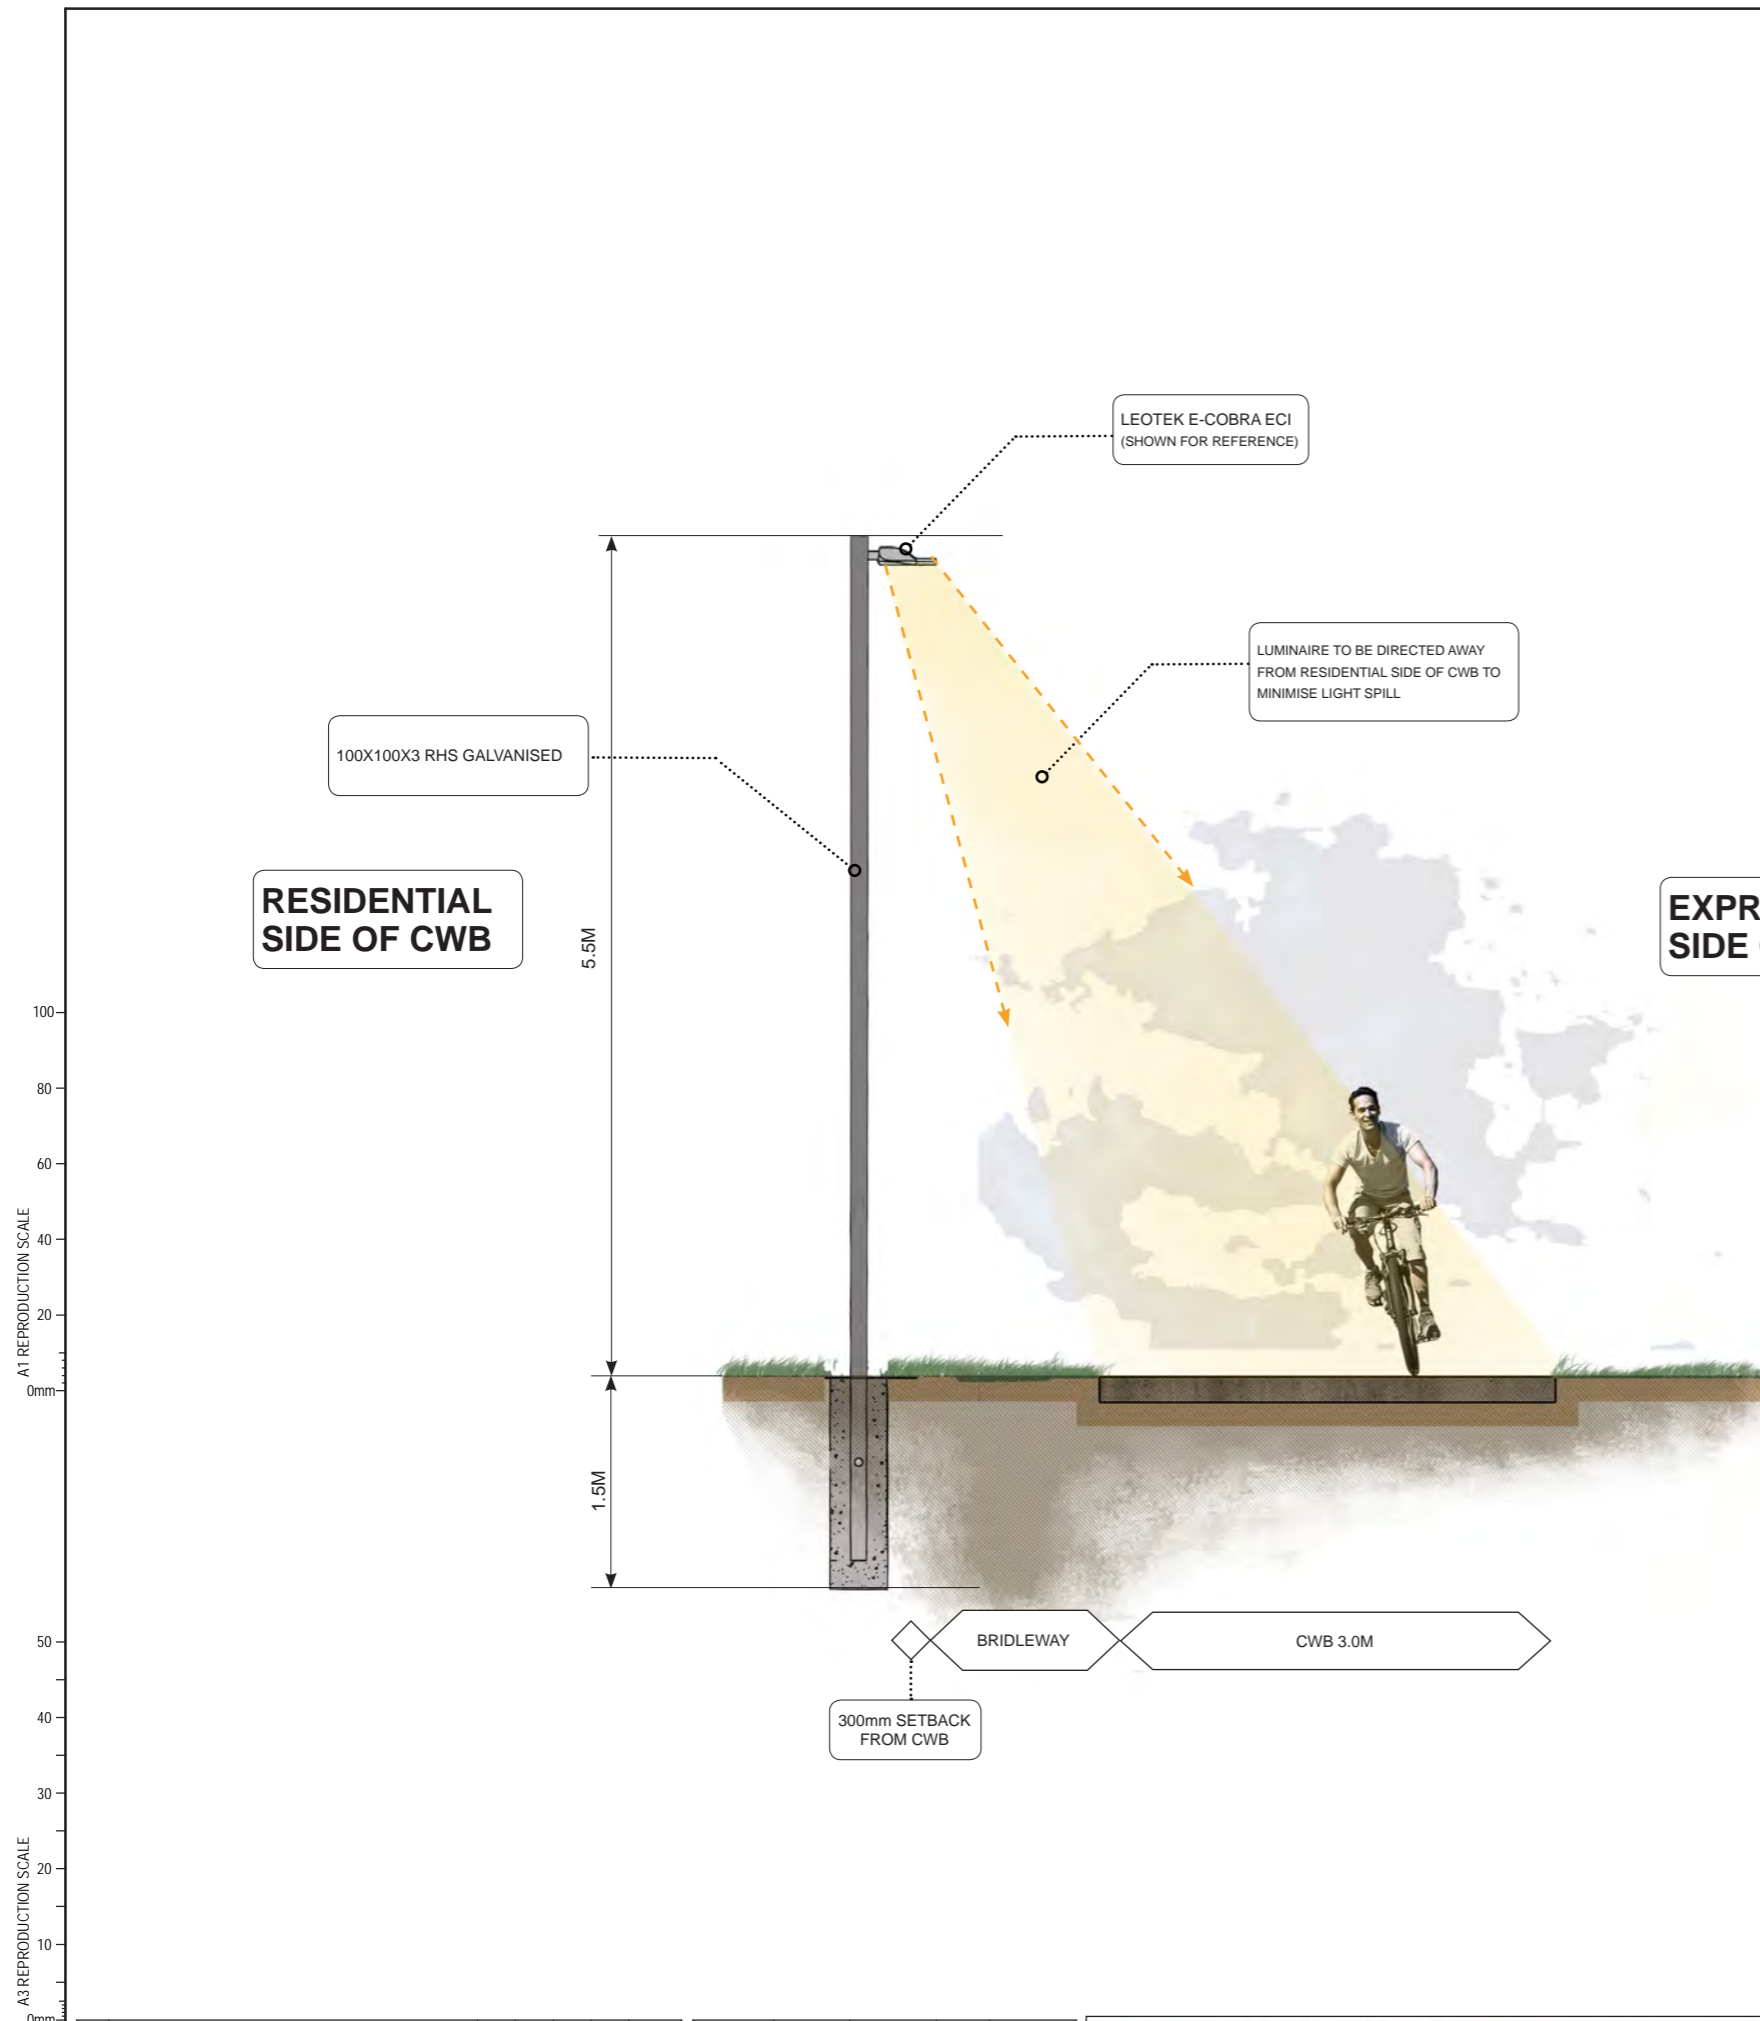 LEOTEK E-COBRA ECI
(SHOWN FOR REFERENCE)
LUMINAIRE TO BE DIRECTED AWAY
FROM RESIDENTIAL SIDE OF CWB TO
MINIMISE LIGHT SPILL
100X100X3 RHS GALVANISED
RESIDENTIAL
SIDE OF CWB
EXPR
SIDE
5.5M
1.5M
BRIDLEWAY
CWB 3.0M
300mm SETBACK
FROM CWB
100
80
60
40
20
0mm
A1 REPRODUCTION SCALE
50
40
30
20
10
0mm
A3 REPRODUCTION SCALE